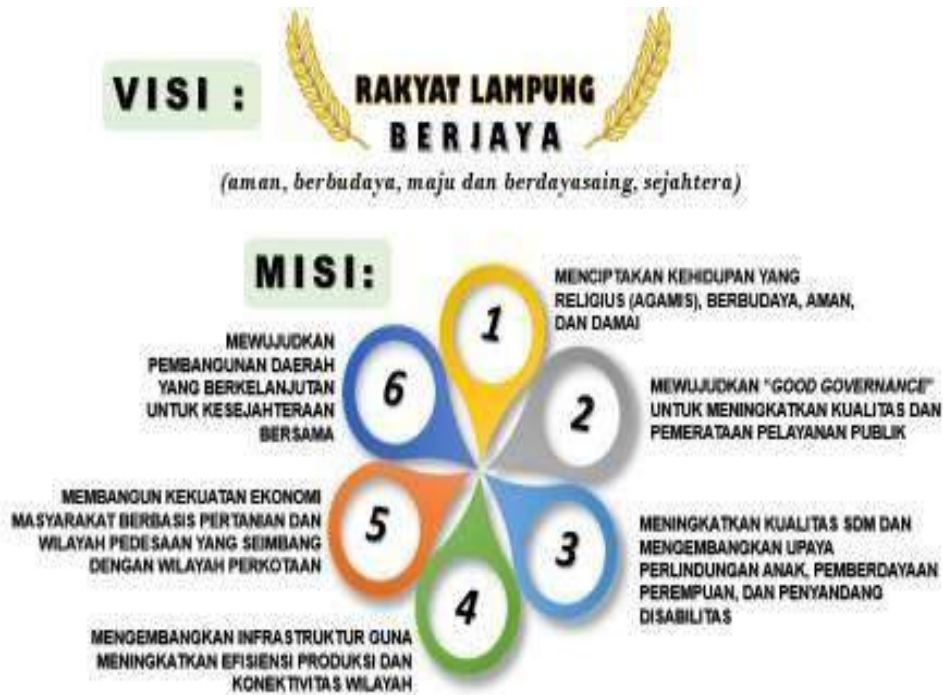 VISI :
RAKYAT LAMPUNG
BERJAYA
(aman, berbudaya, maju dan berdayasaing, sejahtera)
MISI:
1
MENCIPTAKAN KEHIDUPAN YANG
RELIGIUS (AGAMIS), BERBUDAYA, AMAN,
DAN DAMAI
2
MEWUJUDKAN "GOOD GOVERNANCE"
UNTUK MENINGKATKAN KUALITAS DAN
PEMERATAAN PELAYANAN PUBLIK
3
MENINGKATKAN KUALITAS SDM DAN
MENGEMBANGKAN UPAYA
PERLINDUNGAN ANAK, PEMBERDAYAAN
PEREMPUAN, DAN PENYANDANG
DISABILITAS
4
MENGEMBANGKAN INFRASTRUKTUR GUNA
MENINGKATKAN EFISIENSI PRODUKSI DAN
KONEKTIVITAS WILAYAH
5
MEMBANGUN KEKUATAN EKONOMI
MASYARAKAT BERBASIS PERTANIAN DAN
WILAYAH PEDESAAN YANG SEIMBANG
DENGAN WILAYAH PERKOTAAN
6
MEWUJUDKAN
PEMBANGUNAN DAERAH
YANG BERKELANJUTAN
UNTUK KESEJAHTERAAN
BERSAMA